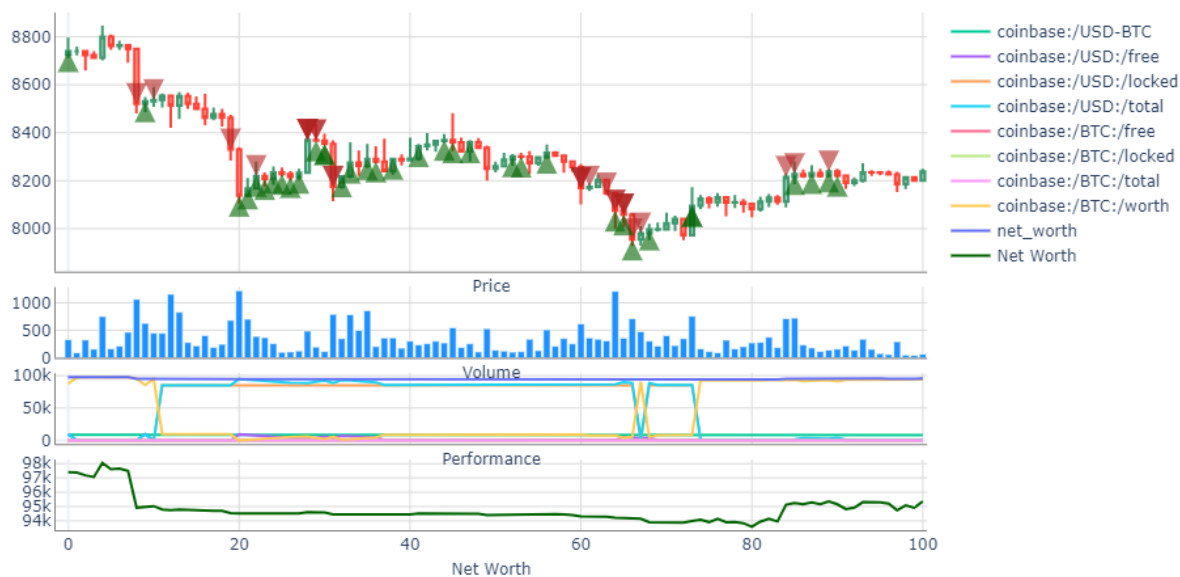 8800
8600
8400
8200
8000
Price
1000
500
0
Volume
100k
50k
0
Performance
98k
97k
96k
95k
94k
0
20
40
60
80
100
Net Worth
coinbase:/USD-BTC
coinbase:/USD:/free
coinbase:/USD:/locked
coinbase:/USD:/total
coinbase:/BTC:/free
coinbase:/BTC:/locked
coinbase:/BTC:/total
coinbase:/BTC:/worth
net_worth
Net Worth